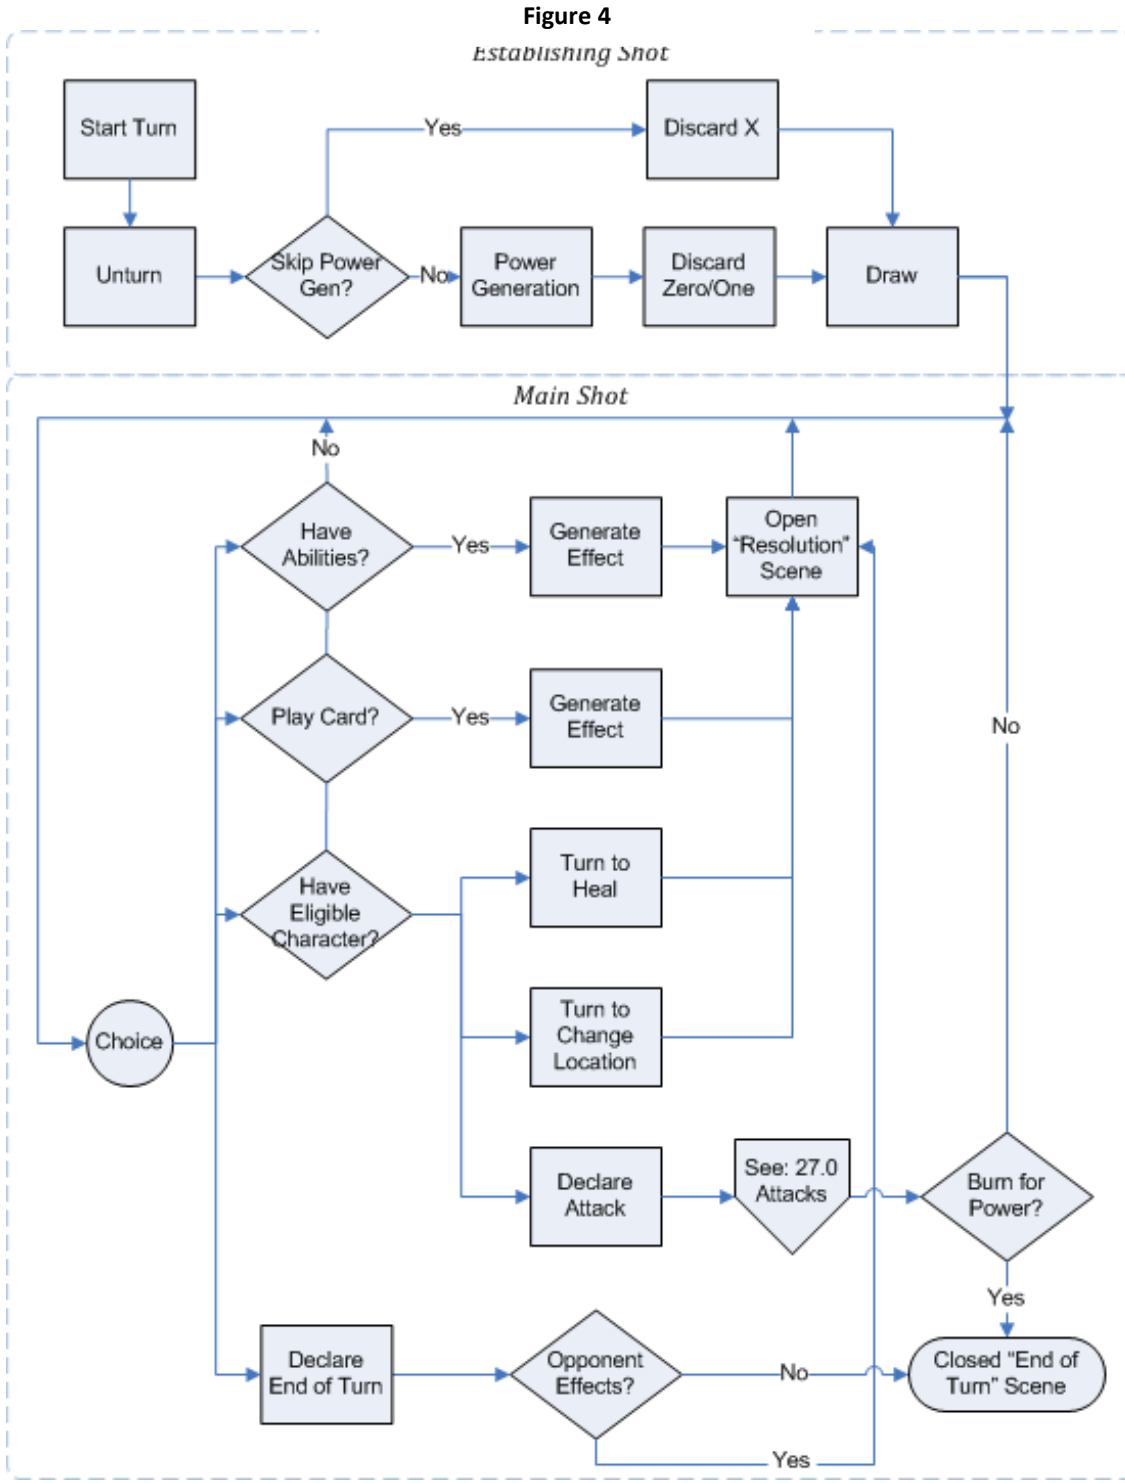 Figure 4
Establishing Shot
Start Turn
Yes
Discard X
Unturn
Skip Power
Gen?
No
Power
Generation
Discard
Zero/One
Draw
Main Shot
No
Have
Abilities?
Yes
Generate
Effect
Open
“Resolution”
Scene
Play Card?
Yes
Generate
Effect
No
Have
Eligible
Character?
Turn to
Heal
Choice
Turn to
Change
Location
Declare
Attack
See: 27.0
Attacks
Burn for
Power?
Yes
Declare
End of Turn
Opponent
Effects?
No
Closed “End of
Turn” Scene
Yes